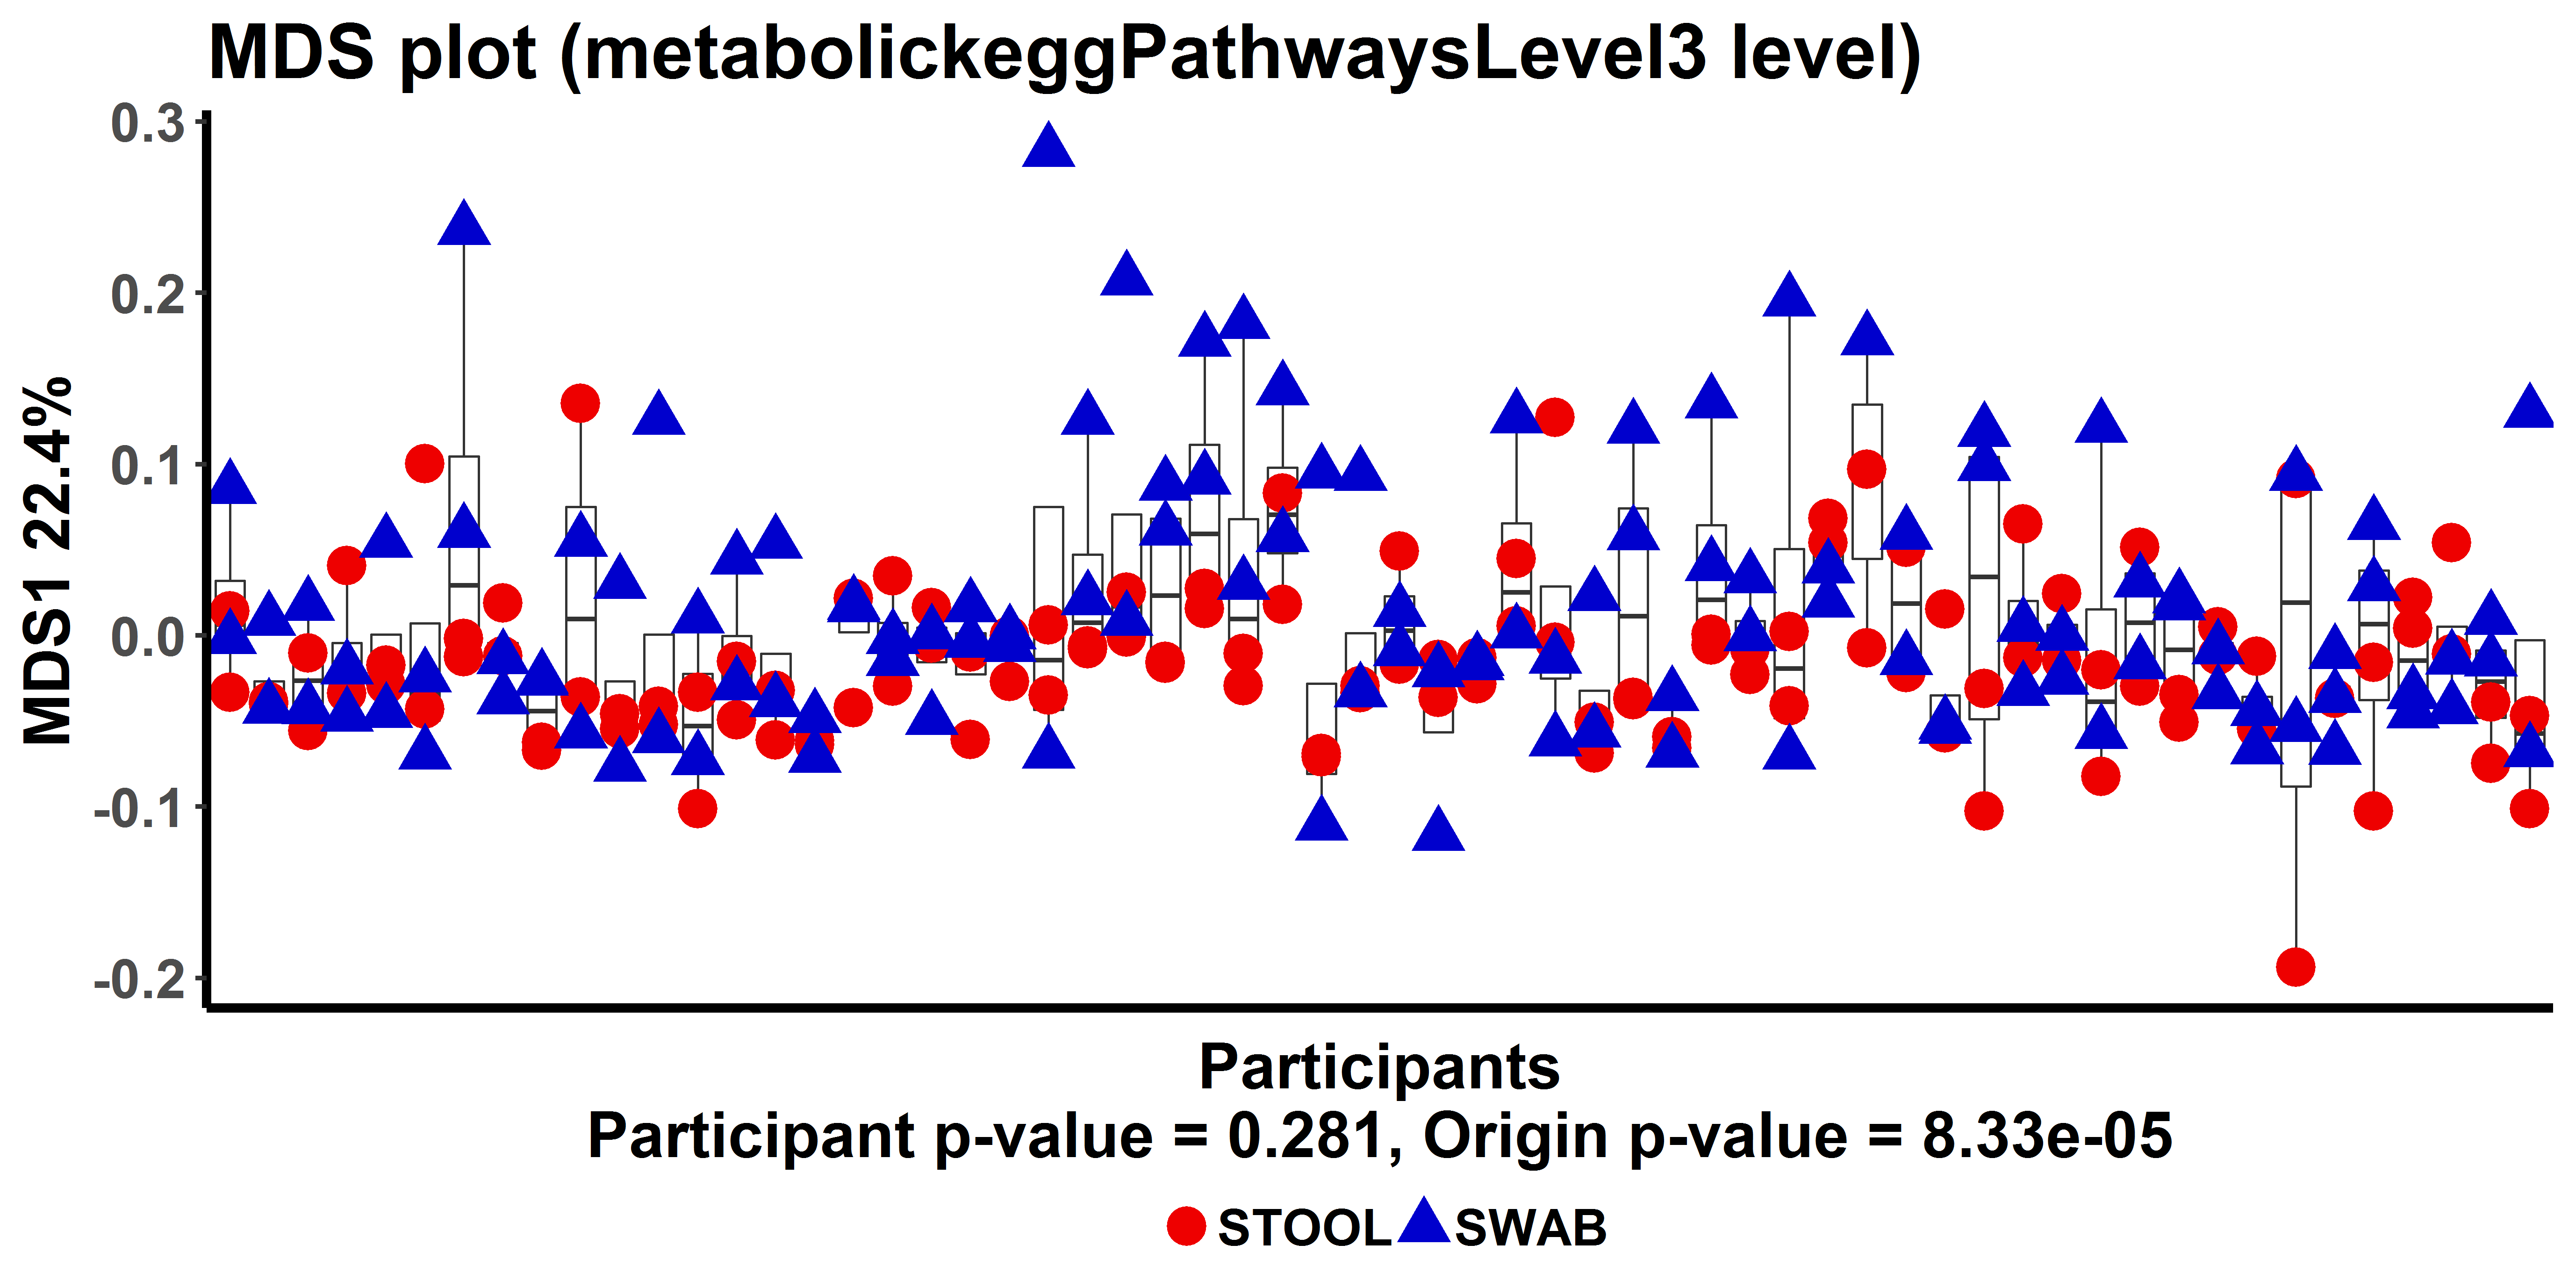 MDS plot (metabolickeggPathwaysLevel3 level)
MDS1 22.4%
0.3
0.2
0.1
0.0
-0.1
-0.2
Participants
Participant p-value = 0.281, Origin p-value = 8.33e-05
STOOL SWAB